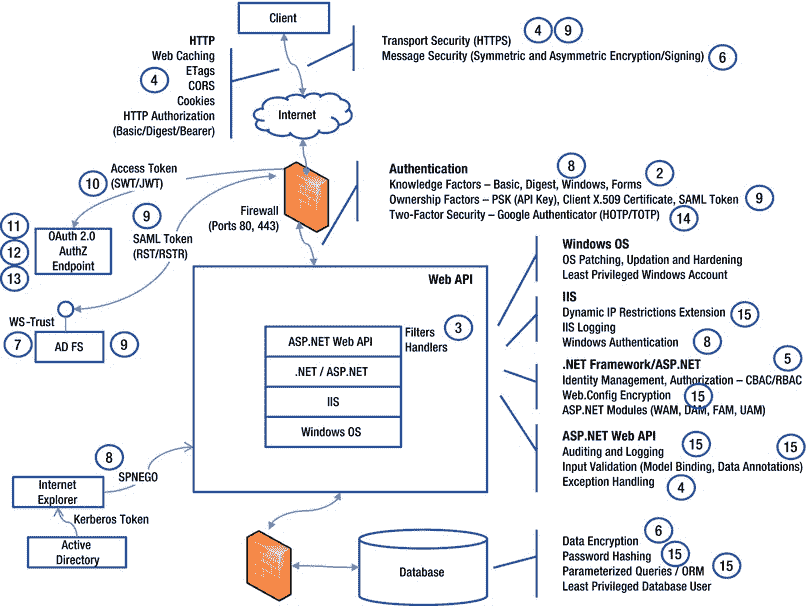 Client
HTTP
Web Caching
ETags
CORS
Cookies
HTTP Authorization
(Basic/Digest/Bearer)
4
Transport Security (HTTPS) 4 9
Message Security (Symmetric and Asymmetric Encryption/Signing) 6
Internet
Authentication 8
Knowledge Factors – Basic, Digest, Windows, Forms 2
Ownership Factors – PSK (API Key), Client X.509 Certificate, SAML Token 9
Two-Factor Security – Google Authenticator (HOTP/TOTP) 14
Access Token
10 (SWT/JWT)
9
SAML Token
(RST/RSTR)
Firewall
(Ports 80, 443)
11
12
13
OAuth 2.0
AuthZ
Endpoint
WS-Trust
7 AD FS 9
Web API
Filters 3
Handlers
ASP.NET Web API
.NET / ASP.NET
IIS
Windows OS
Windows OS
OS Patching, Updation and Hardening
Least Privileged Windows Account
IIS
Dynamic IP Restrictions Extension 15
IIS Logging
Windows Authentication 8
.NET Framework/ASP.NET 5
Identity Management, Authorization – CBAC/RBAC
Web.Config Encryption 15
ASP.NET Modules (WAM, DAM, FAM, UAM)
ASP.NET Web API
Auditing and Logging 15 15
Input Validation (Model Binding, Data Annotations)
Exception Handling 4
8 SPNEGO
Internet
Explorer
Kerberos Token
Active
Directory
Database
Data Encryption 6
Password Hashing 15
Parameterized Queries / ORM 15
Least Privileged Database User